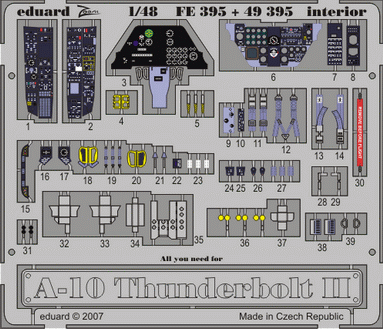 eduard Zoom 1/48 FE 395 + 49 395 interior
1 2 3 4 5 6 7 8
9 10 11 12 13 14
REMOVE BEFORE FLIGHT
15 16 17 18 19 20 21 22 23 24 25 26 27 28 29 30
31 32 33 34 35 36 37 38 39
All you need for
A-10 Thunderbolt II
eduard © 2007 Made in Czech Republic